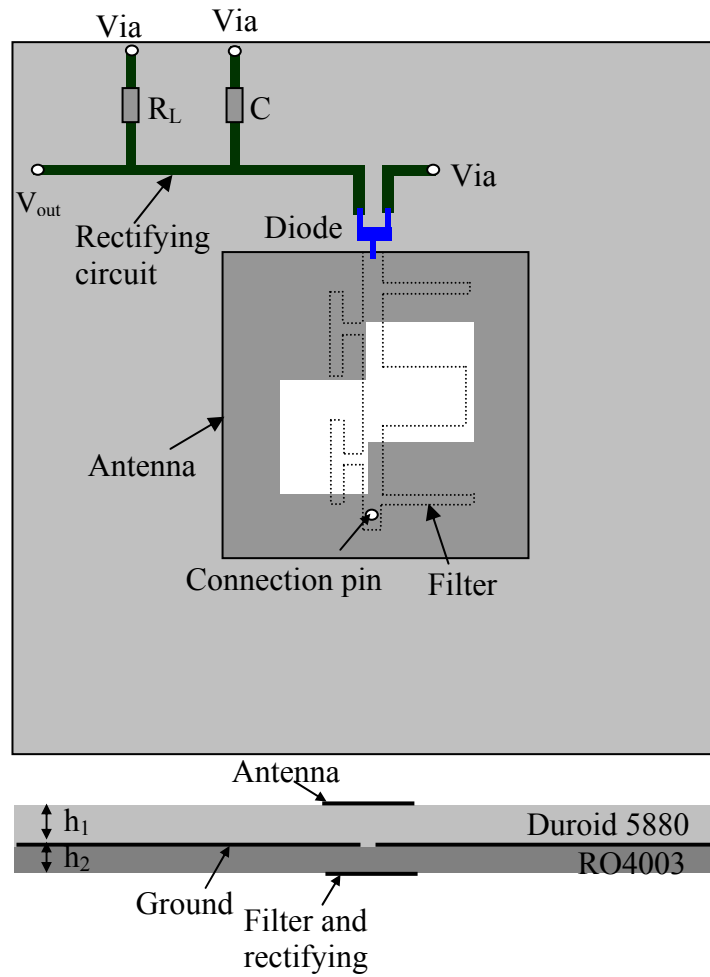 Via
Via
R_L
C
Via
V_out
Diode
Rectifying
circuit
Antenna
Connection pin
Filter
Antenna
h_1
Duroid 5880
h_2
RO4003
Ground
Filter and
rectifying